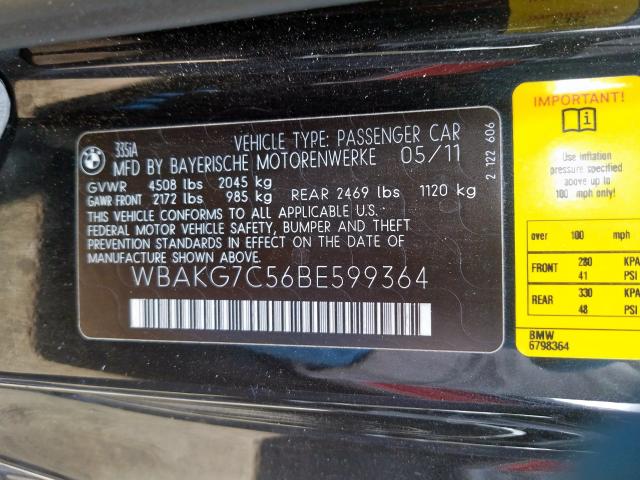 BMW
335iA
VEHICLE TYPE: PASSENGER CAR
MFD BY BAYERISCHE MOTORENWERKE 05/11
GVWR 4508 lbs 2045 kg
GAWR FRONT 2172 lbs 985 kg REAR 2469 lbs 1120 kg
THIS VEHICLE CONFORMS TO ALL APPLICABLE U.S.
FEDERAL MOTOR VEHICLE SAFETY, BUMPER AND THEFT
PREVENTION STANDARDS IN EFFECT ON THE DATE OF
MANUFACTURE SHOWN ABOVE.
WBAKG7C56BE599364
2 122 606
IMPORTANT!
Use inflation
pressure specified
above up to
100 mph only!
over 100 mph
FRONT 280 KPA
41 PSI
REAR 330 KPA
48 PSI
BMW
6798364